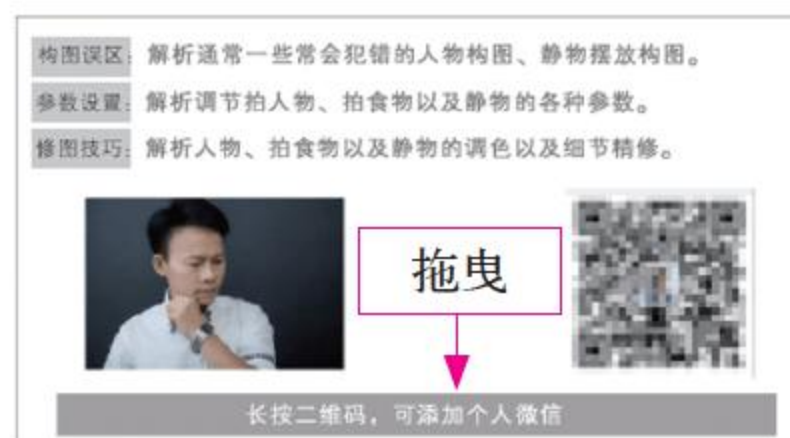 构图误区：解析通常一些常会犯错的人物构图、静物摆放构图。
参数设置：解析调节拍人物、拍食物以及静物的各种参数。
修图技巧：解析人物、拍食物以及静物的调色以及细节精修。
拖曳
长按二维码，可添加个人微信